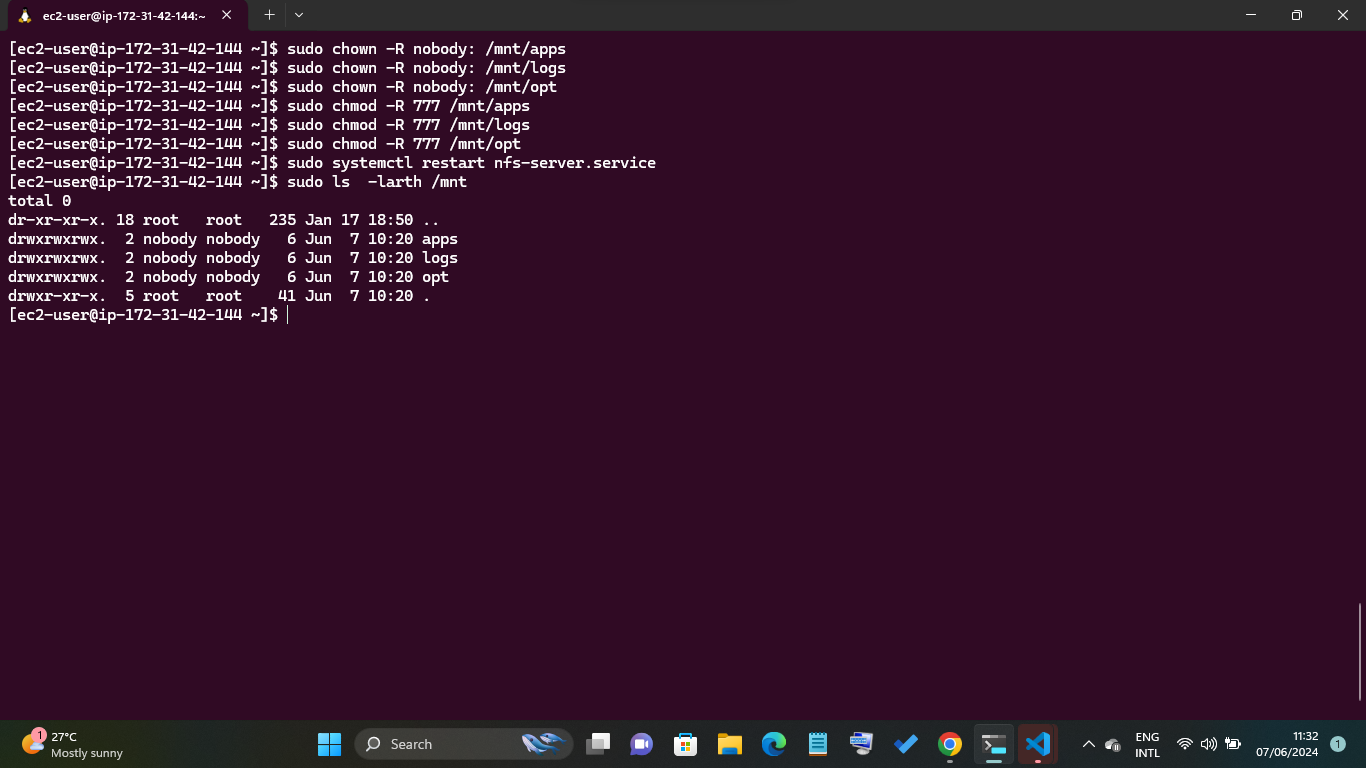 ec2-user@ip-172-31-42-144:~
[ec2-user@ip-172-31-42-144 ~]$ sudo chown -R nobody: /mnt/apps
[ec2-user@ip-172-31-42-144 ~]$ sudo chown -R nobody: /mnt/logs
[ec2-user@ip-172-31-42-144 ~]$ sudo chown -R nobody: /mnt/opt
[ec2-user@ip-172-31-42-144 ~]$ sudo chmod -R 777 /mnt/apps
[ec2-user@ip-172-31-42-144 ~]$ sudo chmod -R 777 /mnt/logs
[ec2-user@ip-172-31-42-144 ~]$ sudo chmod -R 777 /mnt/opt
[ec2-user@ip-172-31-42-144 ~]$ sudo systemctl restart nfs-server.service
[ec2-user@ip-172-31-42-144 ~]$ sudo ls  -larth /mnt
total 0
dr-xr-xr-x. 18 root   root   235 Jan 17 18:50 ..
drwxrwxrwx.  2 nobody nobody   6 Jun  7 10:20 apps
drwxrwxrwx.  2 nobody nobody   6 Jun  7 10:20 logs
drwxrwxrwx.  2 nobody nobody   6 Jun  7 10:20 opt
drwxr-xr-x.  5 root   root    41 Jun  7 10:20 .
[ec2-user@ip-172-31-42-144 ~]$
1
27°C
Mostly sunny
Search
ENG
INTL
11:32
07/06/2024
1